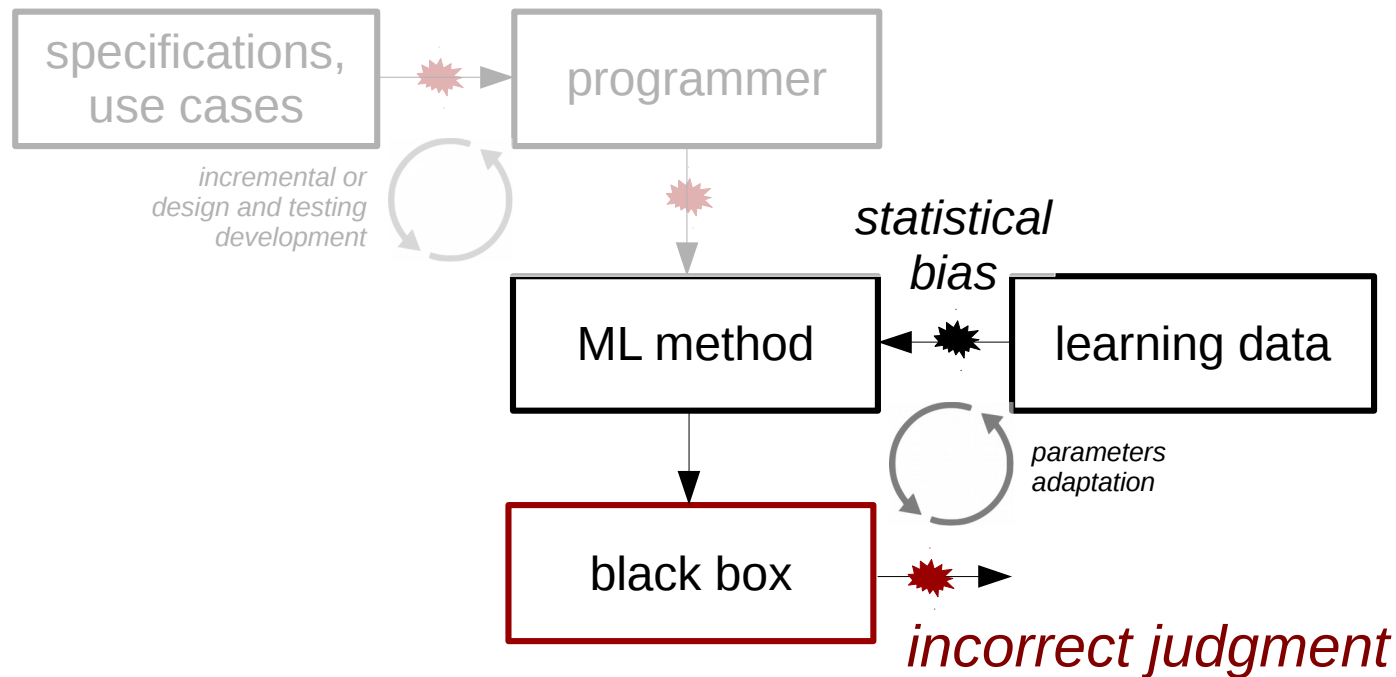 specifications,
use cases
programmer
incremental or
design and testing
development
statistical
bias
ML method
learning data
parameters
adaptation
black box
incorrect judgment